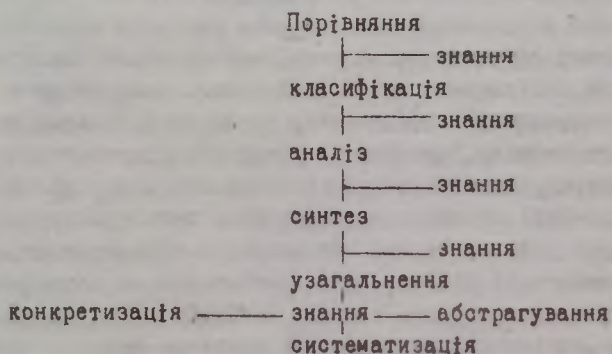 Порівняння
знання
класифікація
знання
аналіз
знання
синтез
знання
узагальнення
конкретизація знання абстрагування
систематизація